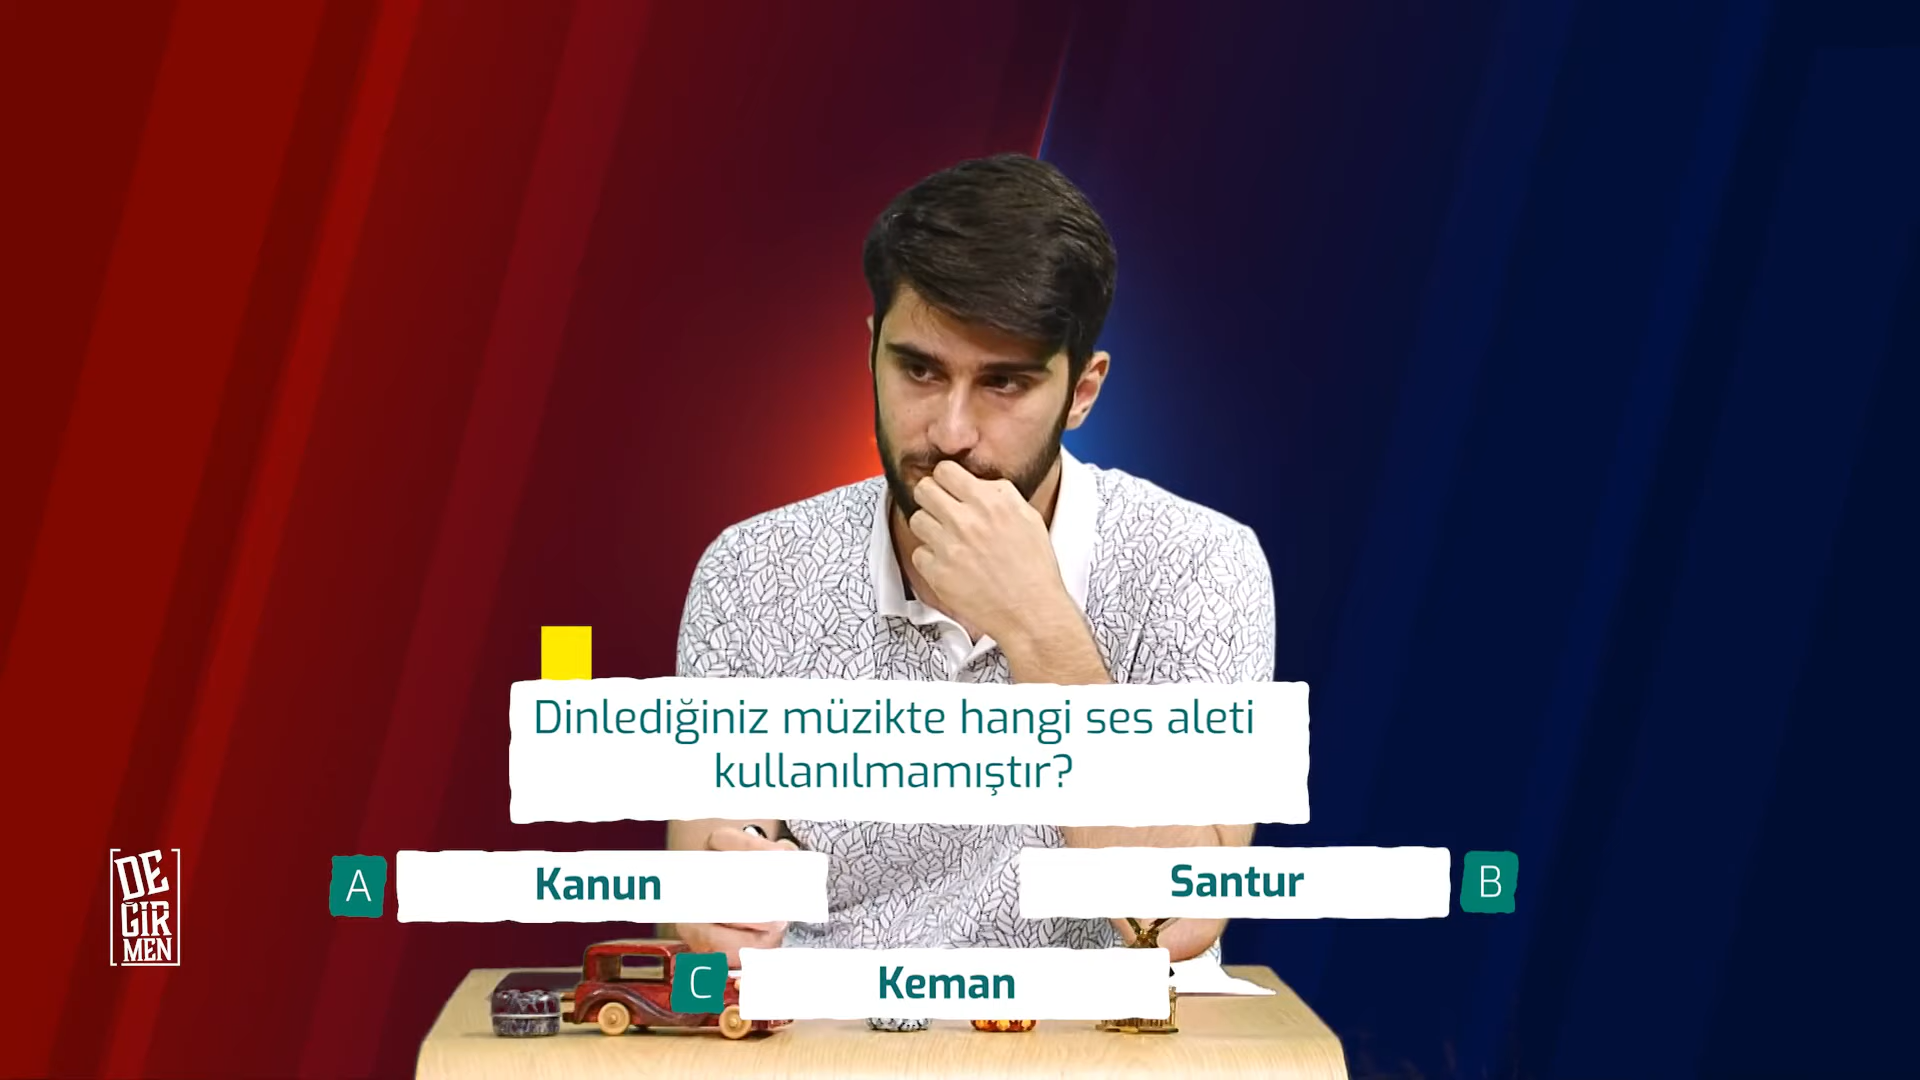 Dinlediğiniz müzikte hangi ses aleti
kullanılmamıştır?
A Kanun
Santur B
C Keman
DE
ĞİR
MEN